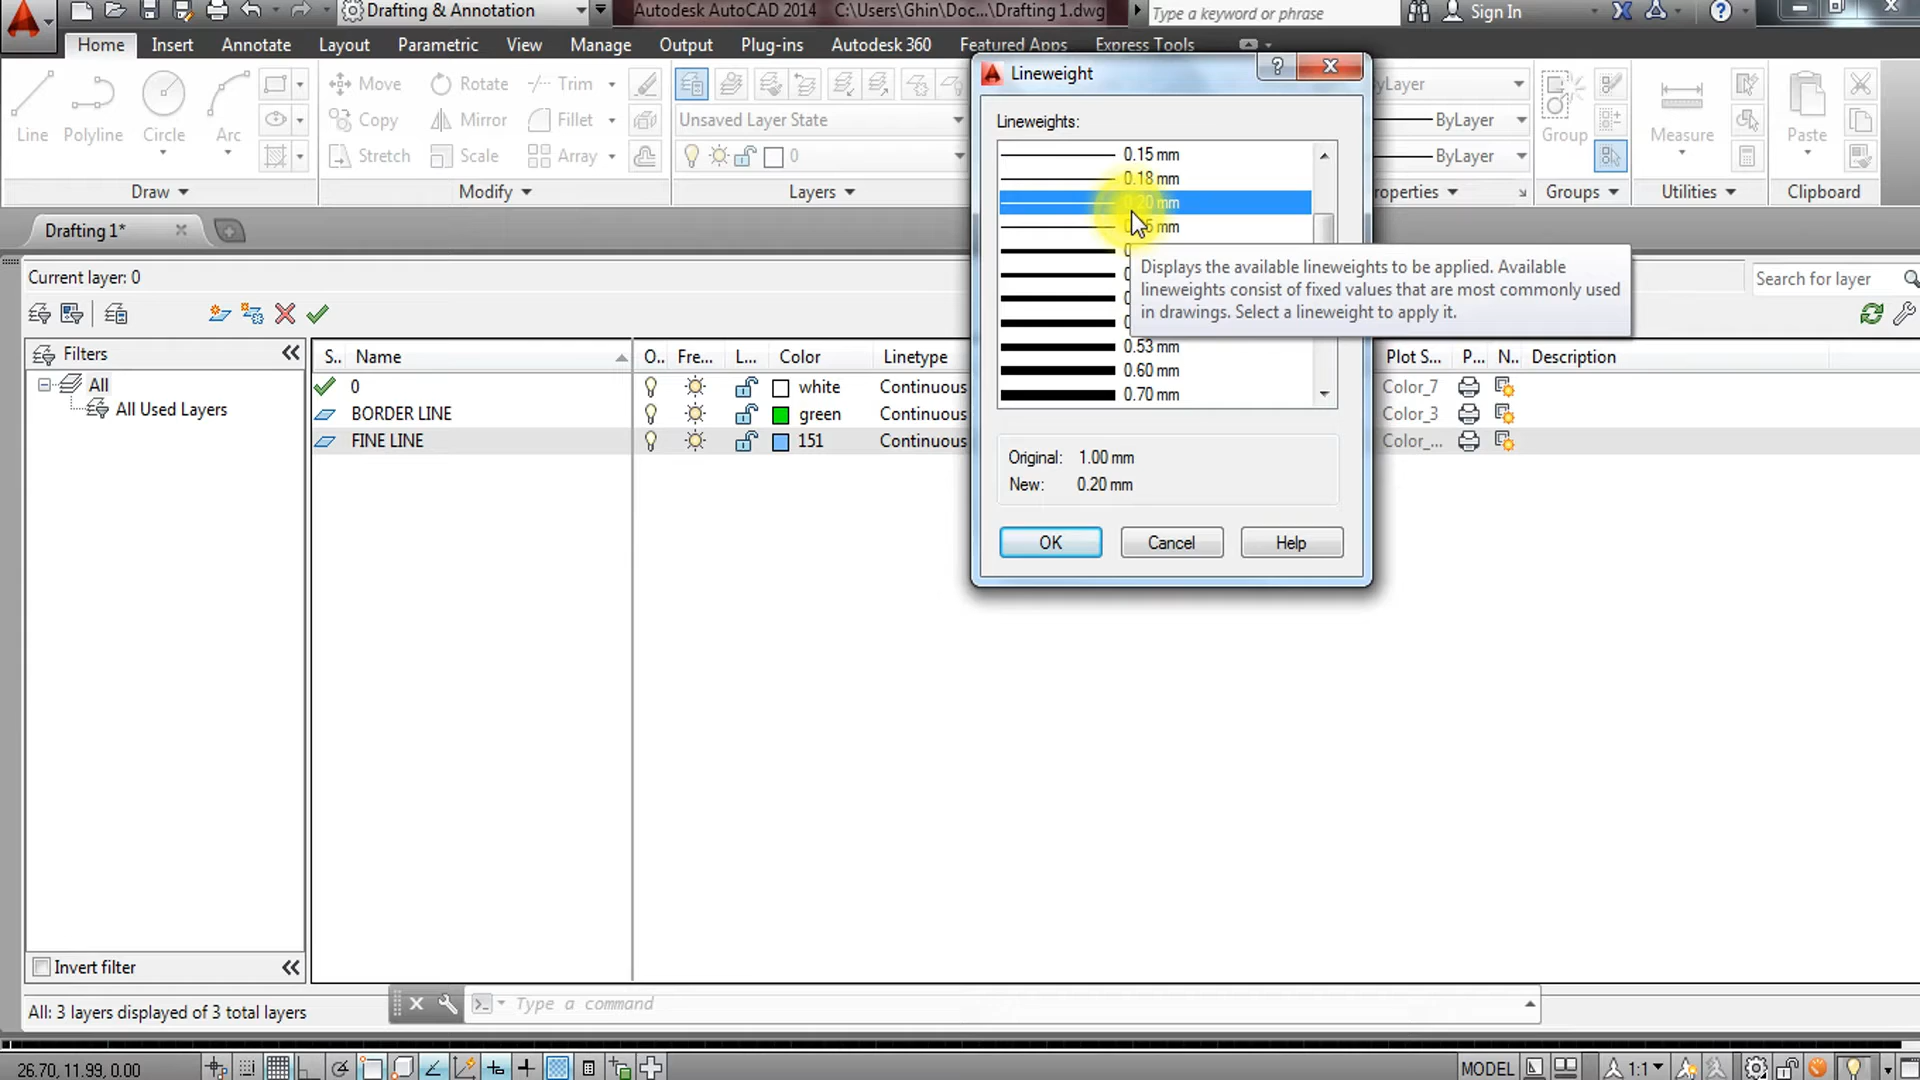 Drafting & Annotation
Autodesk AutoCAD 2014 C:\Users\Ghin\Doc...\Drafting 1.dwg
Type a keyword or phrase
Sign In
Home Insert Annotate Layout Parametric View Manage Output Plug-ins Autodesk 360 Featured Apps Express Tools
Line Polyline Circle Arc
Move Rotate Trim
Copy Mirror Fillet
Stretch Scale Array
Unsaved Layer State
0
ByLayer
ByLayer
ByLayer
Group
Measure
Paste
Draw Modify Layers Properties Groups Utilities Clipboard
Drafting 1*
Current layer: 0
Search for layer
Filters
All
All Used Layers
Invert filter
All: 3 layers displayed of 3 total layers
S.. Name O.. Fre... L... Color Linetype Plot S... P... N.. Description
0 white Continuous Color_7
BORDER LINE green Continuous Color_3
FINE LINE 151 Continuous Color_...
Lineweight
Lineweights:
0.15 mm
0.18 mm
0.20 mm
mm
0.53 mm
0.60 mm
0.70 mm
Displays the available lineweights to be applied. Available
lineweights consist of fixed values that are most commonly used
in drawings. Select a lineweight to apply it.
Original: 1.00 mm
New: 0.20 mm
OK Cancel Help
Type a command
26.70, 11.99, 0.00
MODEL
1:1